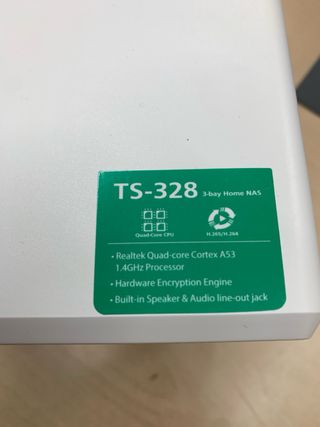 TS-328 3-bay Home NAS
Quad-Core CPU H.265/H.264
• Realtek Quad-core Cortex A53
1.4GHz Processor
• Hardware Encryption Engine
• Built-in Speaker & Audio line-out jack